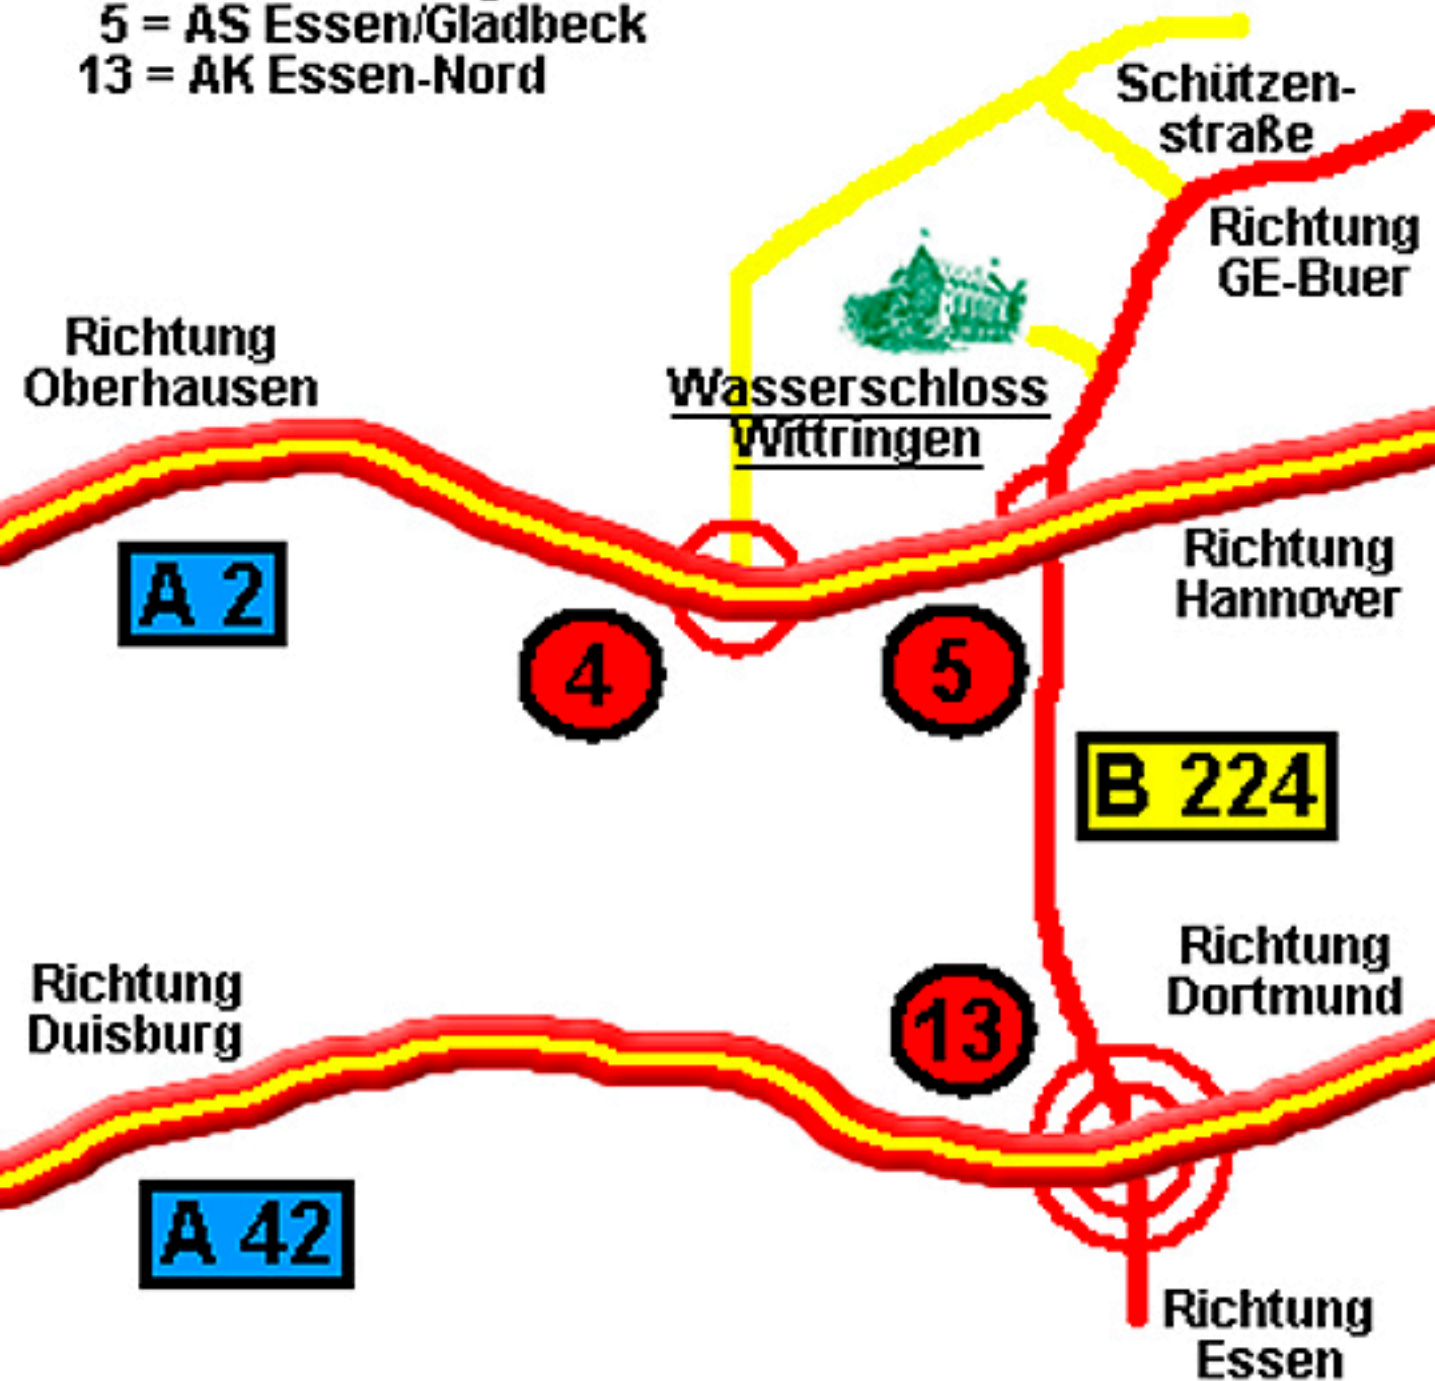 5 = AS Essen/Gladbeck
13 = AK Essen-Nord
Schützen-
straße
Richtung
GE-Buer
Richtung
Oberhausen
Wasserschloss
Wittringen
A 2
Richtung
Hannover
4
5
B 224
Richtung
Dortmund
Richtung
Duisburg
13
A 42
Richtung
Essen